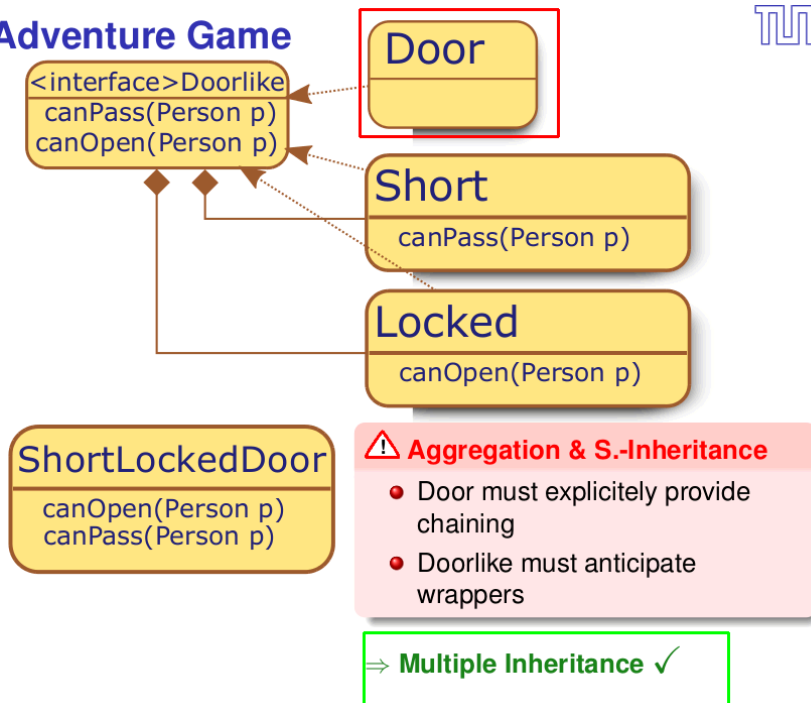 Adventure Game
TUM
Door
<interface>Doorlike
canPass(Person p)
canOpen(Person p)
Short
canPass(Person p)
Locked
canOpen(Person p)
ShortLockedDoor
canOpen(Person p)
canPass(Person p)
⚠ Aggregation & S.-Inheritance
• Door must explicitely provide
chaining
• Doorlike must anticipate
wrappers
⇒ Multiple Inheritance ✓